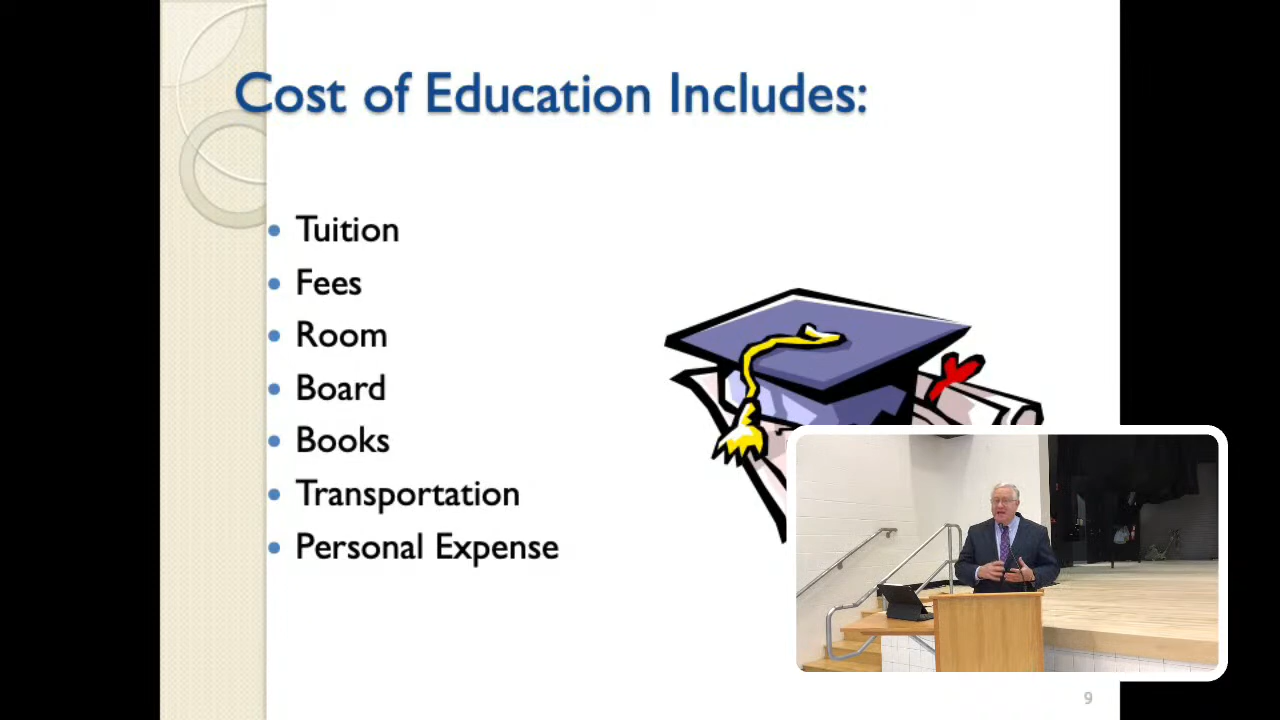 Cost of Education Includes:
• Tuition
• Fees
• Room
• Board
• Books
• Transportation
• Personal Expense
9